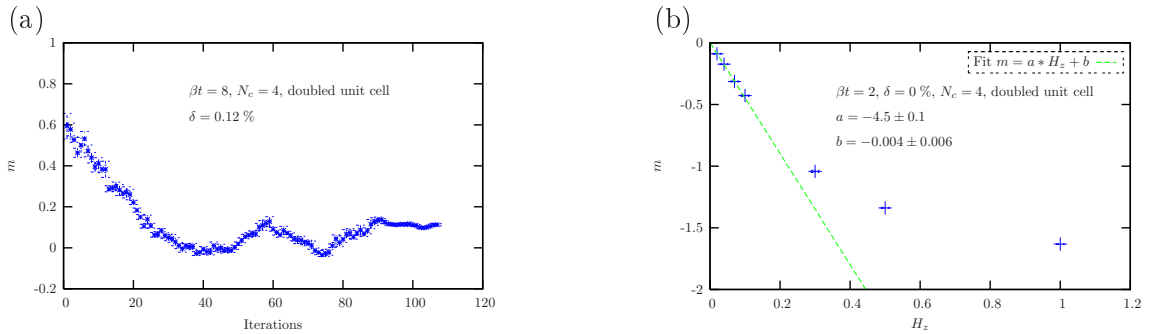 (a)
1
0.8
0.6
0.4
0.2
0
-0.2
m
βt = 8, N_c = 4, doubled unit cell
δ = 0.12 %
0 20 40 60 80 100 120
Iterations
(b)
0
-0.5
-1
-1.5
-2
m
Fit m = a * H_z + b
βt = 2, δ = 0 %, N_c = 4, doubled unit cell
a = −4.5 ± 0.1
b = −0.004 ± 0.006
0 0.2 0.4 0.6 0.8 1 1.2
H_z